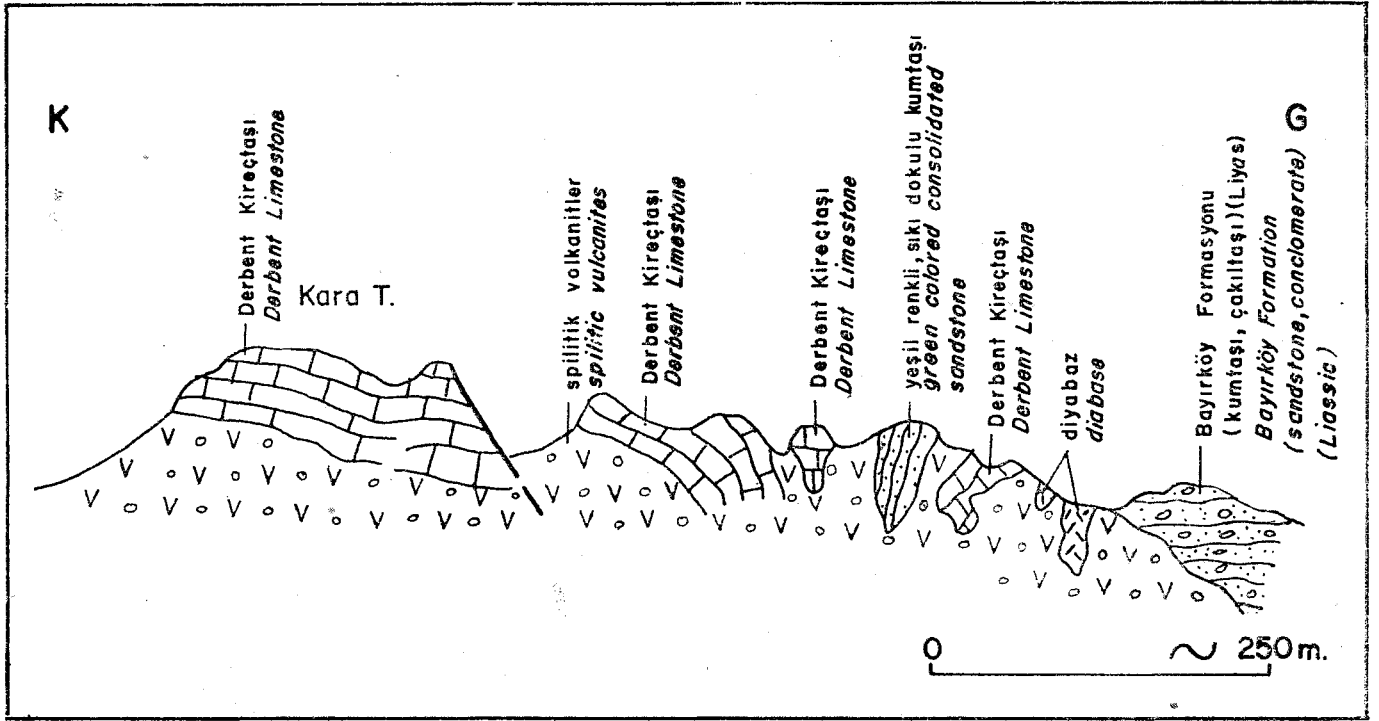 K
G
Derbent Kireçtaşı
Derbent Limestone
Kara T.
spilitik volkanitler
spilitic vulcanites
Derbent Kireçtaşı
Derbent Limestone
Derbent Kireçtaşı
Derbent Limestone
yeşil renkli, sıkı dokulu kumtaşı
green colored consolidated
sandstone
Derbent Kireçtaşı
Derbent Limestone
diyabaz
diabase
Bayırköy Formasyonu
(kumtaşı, çakıltaşı) (Liyas)
Bayırköy Formation
(sandstone, conclomerate)
(Liassic)
0 ~ 250 m.